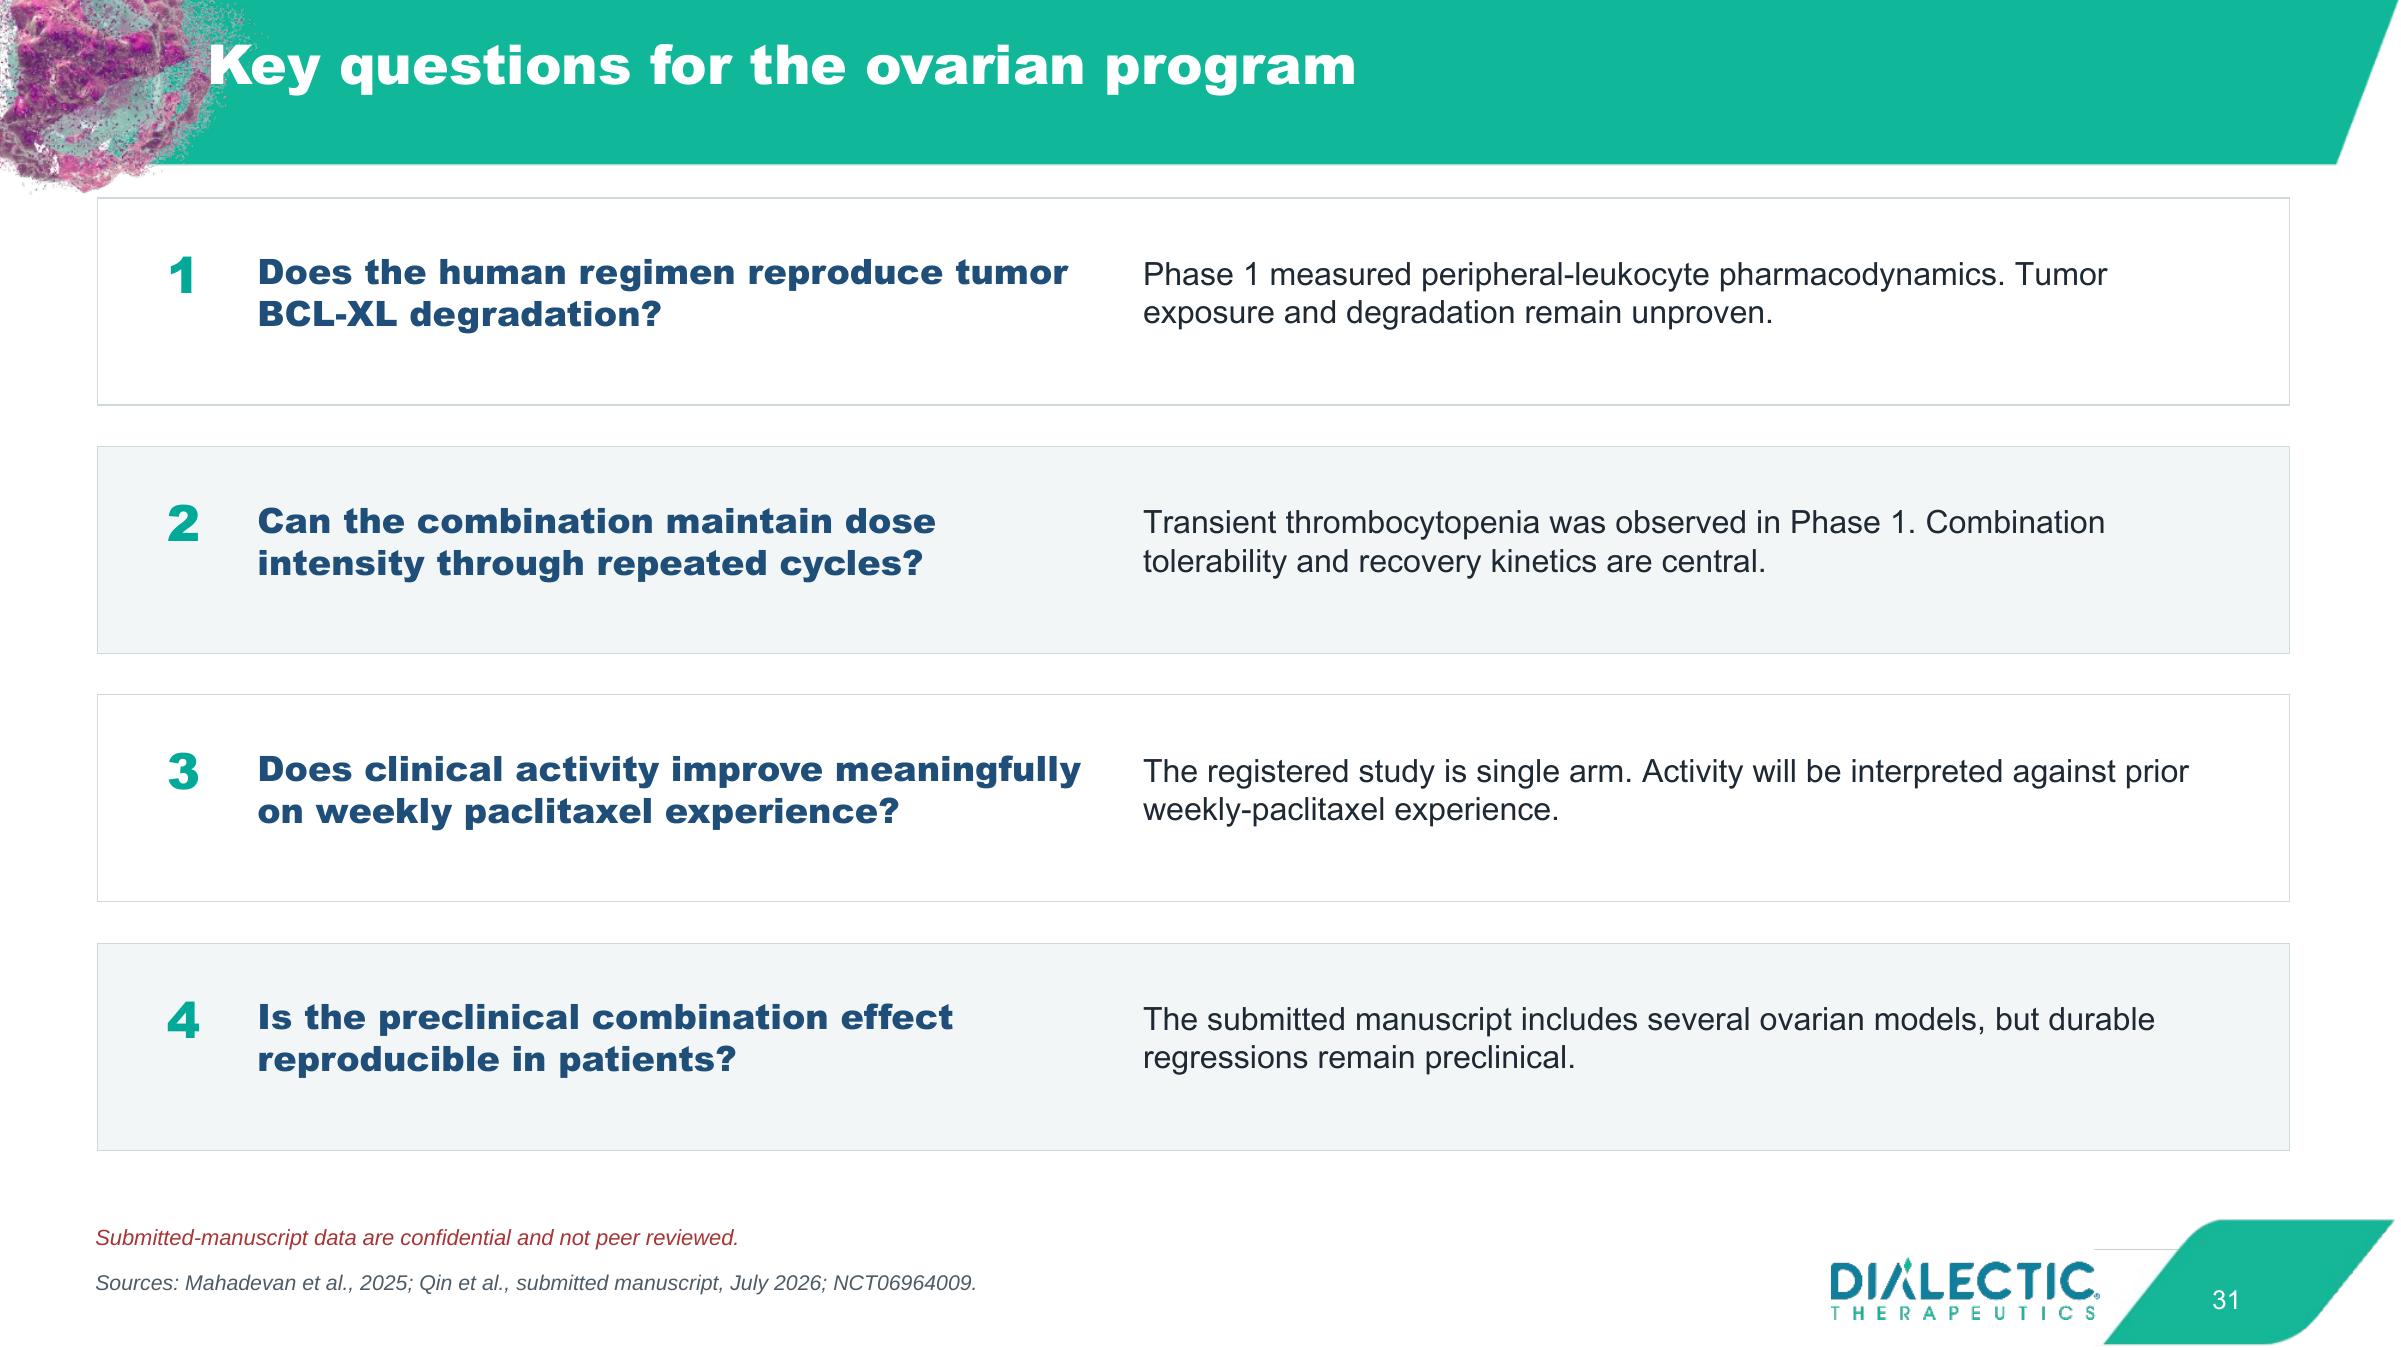 Key questions for the ovarian program
1
Does the human regimen reproduce tumor
BCL-XL degradation?
Phase 1 measured peripheral-leukocyte pharmacodynamics. Tumor
exposure and degradation remain unproven.
2
Can the combination maintain dose
intensity through repeated cycles?
Transient thrombocytopenia was observed in Phase 1. Combination
tolerability and recovery kinetics are central.
3
Does clinical activity improve meaningfully
on weekly paclitaxel experience?
The registered study is single arm. Activity will be interpreted against prior
weekly-paclitaxel experience.
4
Is the preclinical combination effect
reproducible in patients?
The submitted manuscript includes several ovarian models, but durable
regressions remain preclinical.
Submitted-manuscript data are confidential and not peer reviewed.
Sources: Mahadevan et al., 2025; Qin et al., submitted manuscript, July 2026; NCT06964009.
DIALECTIC®
THERAPEUTICS
31